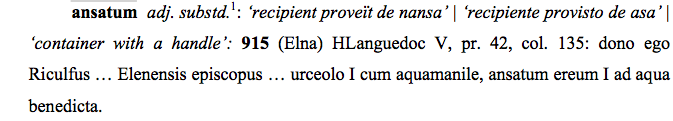 ansatum adj. substd.1: ‘recipient proveït de nansa’ | ‘recipiente provisto de asa’ |
‘container with a handle’: 915 (Elna) HLanguedoc V, pr. 42, col. 135: dono ego
Riculfus … Elenensis episcopus … urceolo I cum aquamanile, ansatum ereum I ad aqua
benedicta.